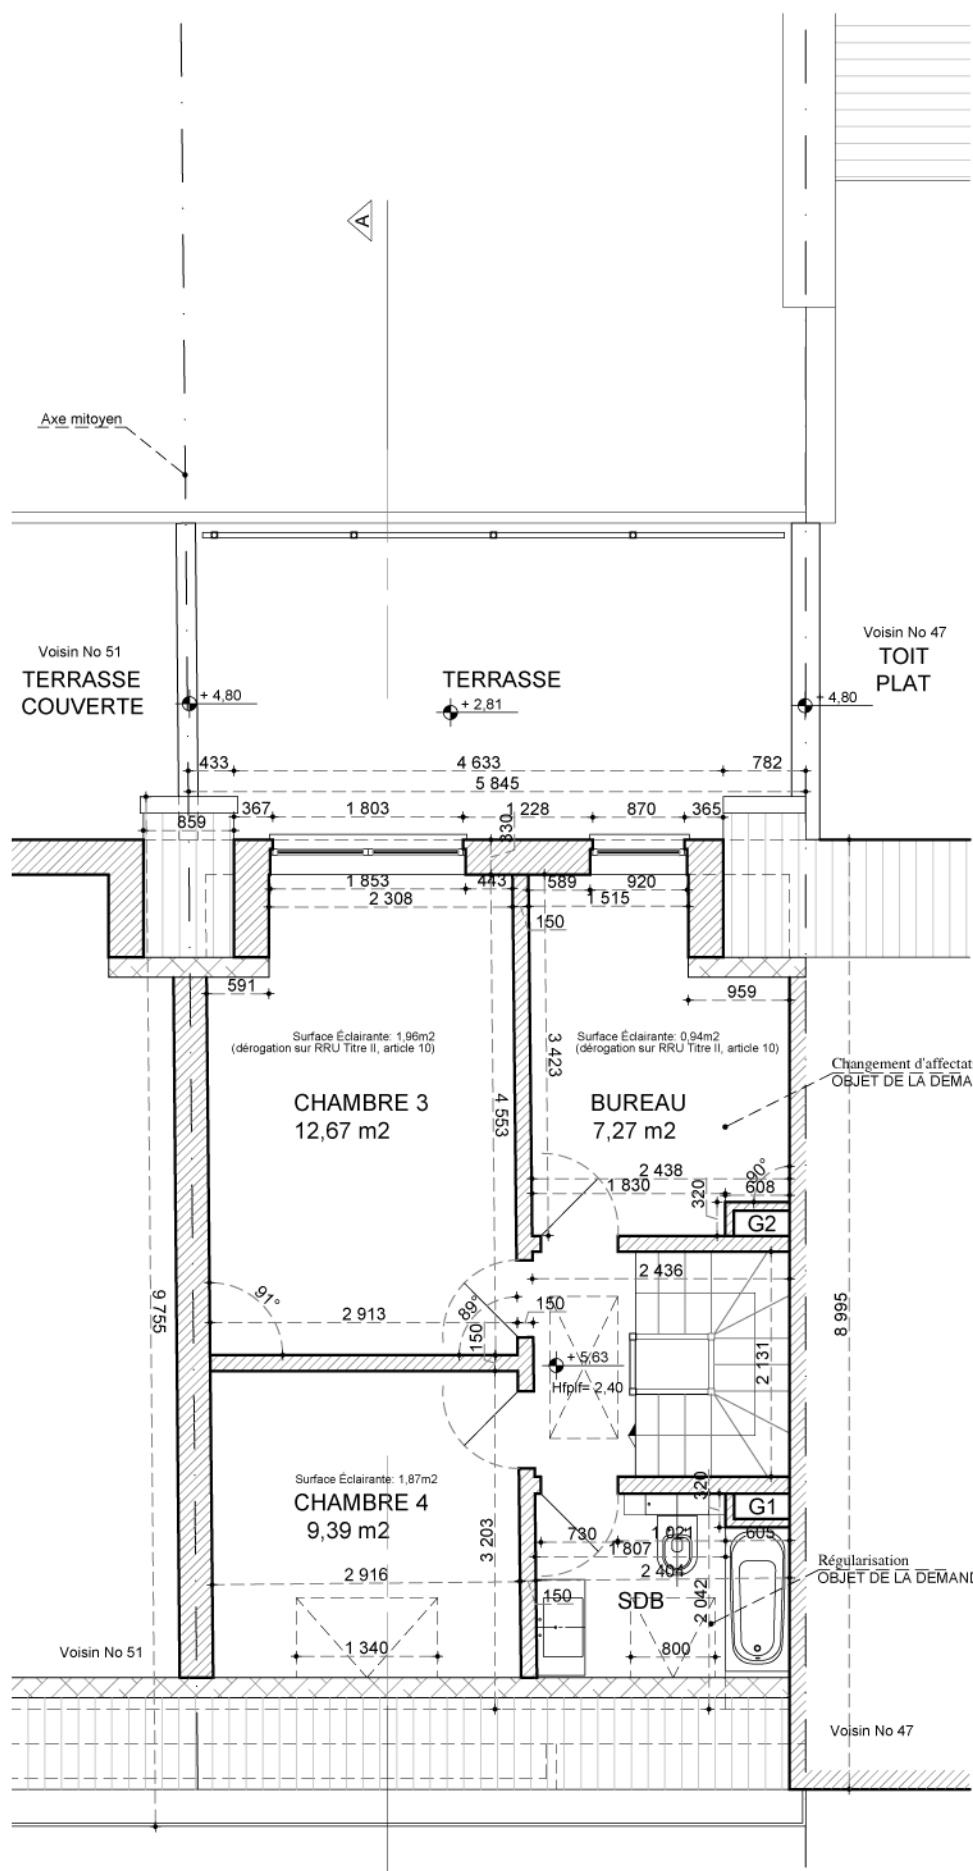 A
Axe mitoyen
Voisin No 51
TERRASSE
COUVERTE
+ 4,80
TERRASSE
+ 2,81
Voisin No 47
TOIT
PLAT
+ 4,80
433
4 633
782
5 845
367
1 803
1 228
870
365
859
330
1 853
443
589
920
2 308
1 515
150
591
959
Surface Éclairante: 1,96m2
(dérogation sur RRU Titre II, article 10)
Surface Éclairante: 0,94m2
(dérogation sur RRU Titre II, article 10)
3 423
4 553
Changement d'affectat
OBJET DE LA DEMA
CHAMBRE 3
12,67 m2
BUREAU
7,27 m2
2 438
90°
1 830
608
320
G2
2 436
9 755
91°
89°
150
150
2 913
8 995
+ 5,63
Hfplf= 2,40
2 131
Surface Éclairante: 1,87m2
CHAMBRE 4
9,39 m2
320
G1
730
1 021
605
1 807
3 203
2 916
2 404
Régularisation
OBJET DE LA DEMAND
150
SDB
2 042
1 340
800
Voisin No 51
Voisin No 47